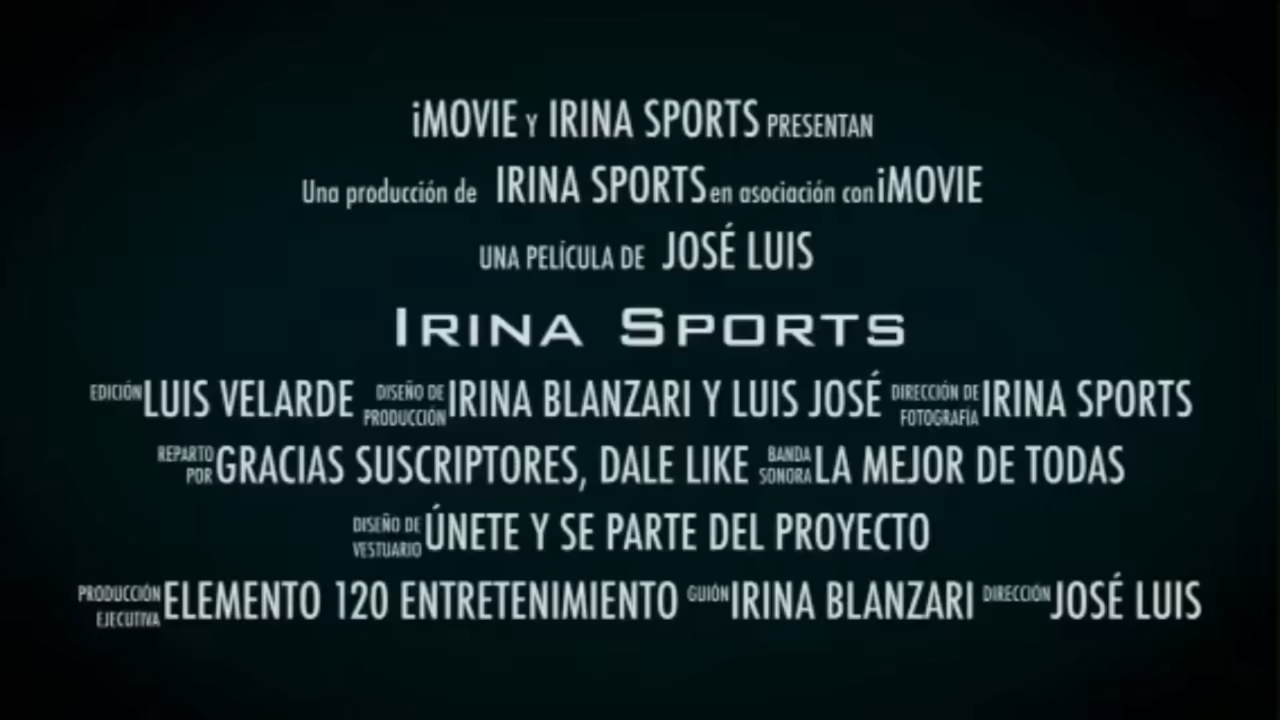 iMOVIE Y IRINA SPORTS PRESENTAN
Una producción de IRINA SPORTS en asociación con iMOVIE
UNA PELÍCULA DE JOSÉ LUIS
IRINA SPORTS
EDICIÓN LUIS VELARDE DISEÑO DE PRODUCCIÓN IRINA BLANZARI Y LUIS JOSÉ DIRECCIÓN DE FOTOGRAFÍA IRINA SPORTS
REPARTO POR GRACIAS SUSCRIPTORES, DALE LIKE BANDA SONORA LA MEJOR DE TODAS
DISEÑO DE VESTUARIO ÚNETE Y SE PARTE DEL PROYECTO
PRODUCCIÓN EJECUTIVA ELEMENTO 120 ENTRETENIMIENTO GUIÓN IRINA BLANZARI DIRECCIÓN JOSÉ LUIS